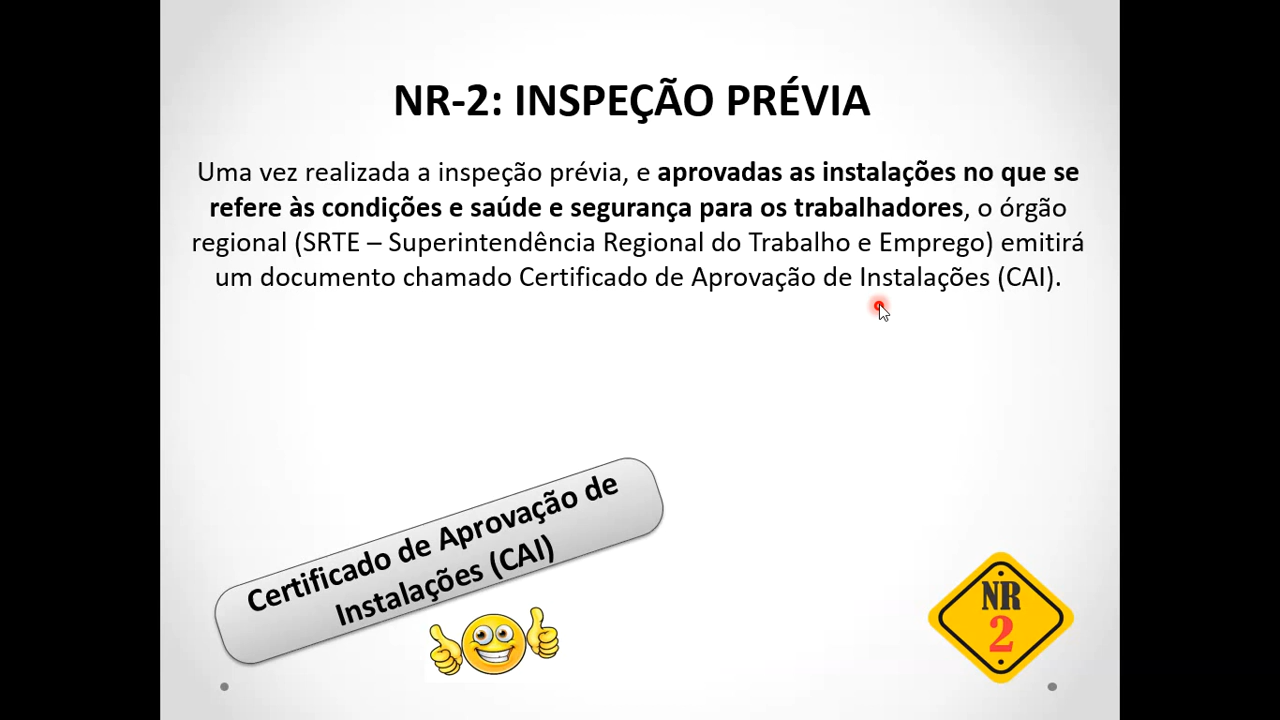 NR-2: INSPEÇÃO PRÉVIA
Uma vez realizada a inspeção prévia, e aprovadas as instalações no que se
refere às condições e saúde e segurança para os trabalhadores, o órgão
regional (SRTE – Superintendência Regional do Trabalho e Emprego) emitirá
um documento chamado Certificado de Aprovação de Instalações (CAI).
Certificado de Aprovação de
Instalações (CAI)
NR
2